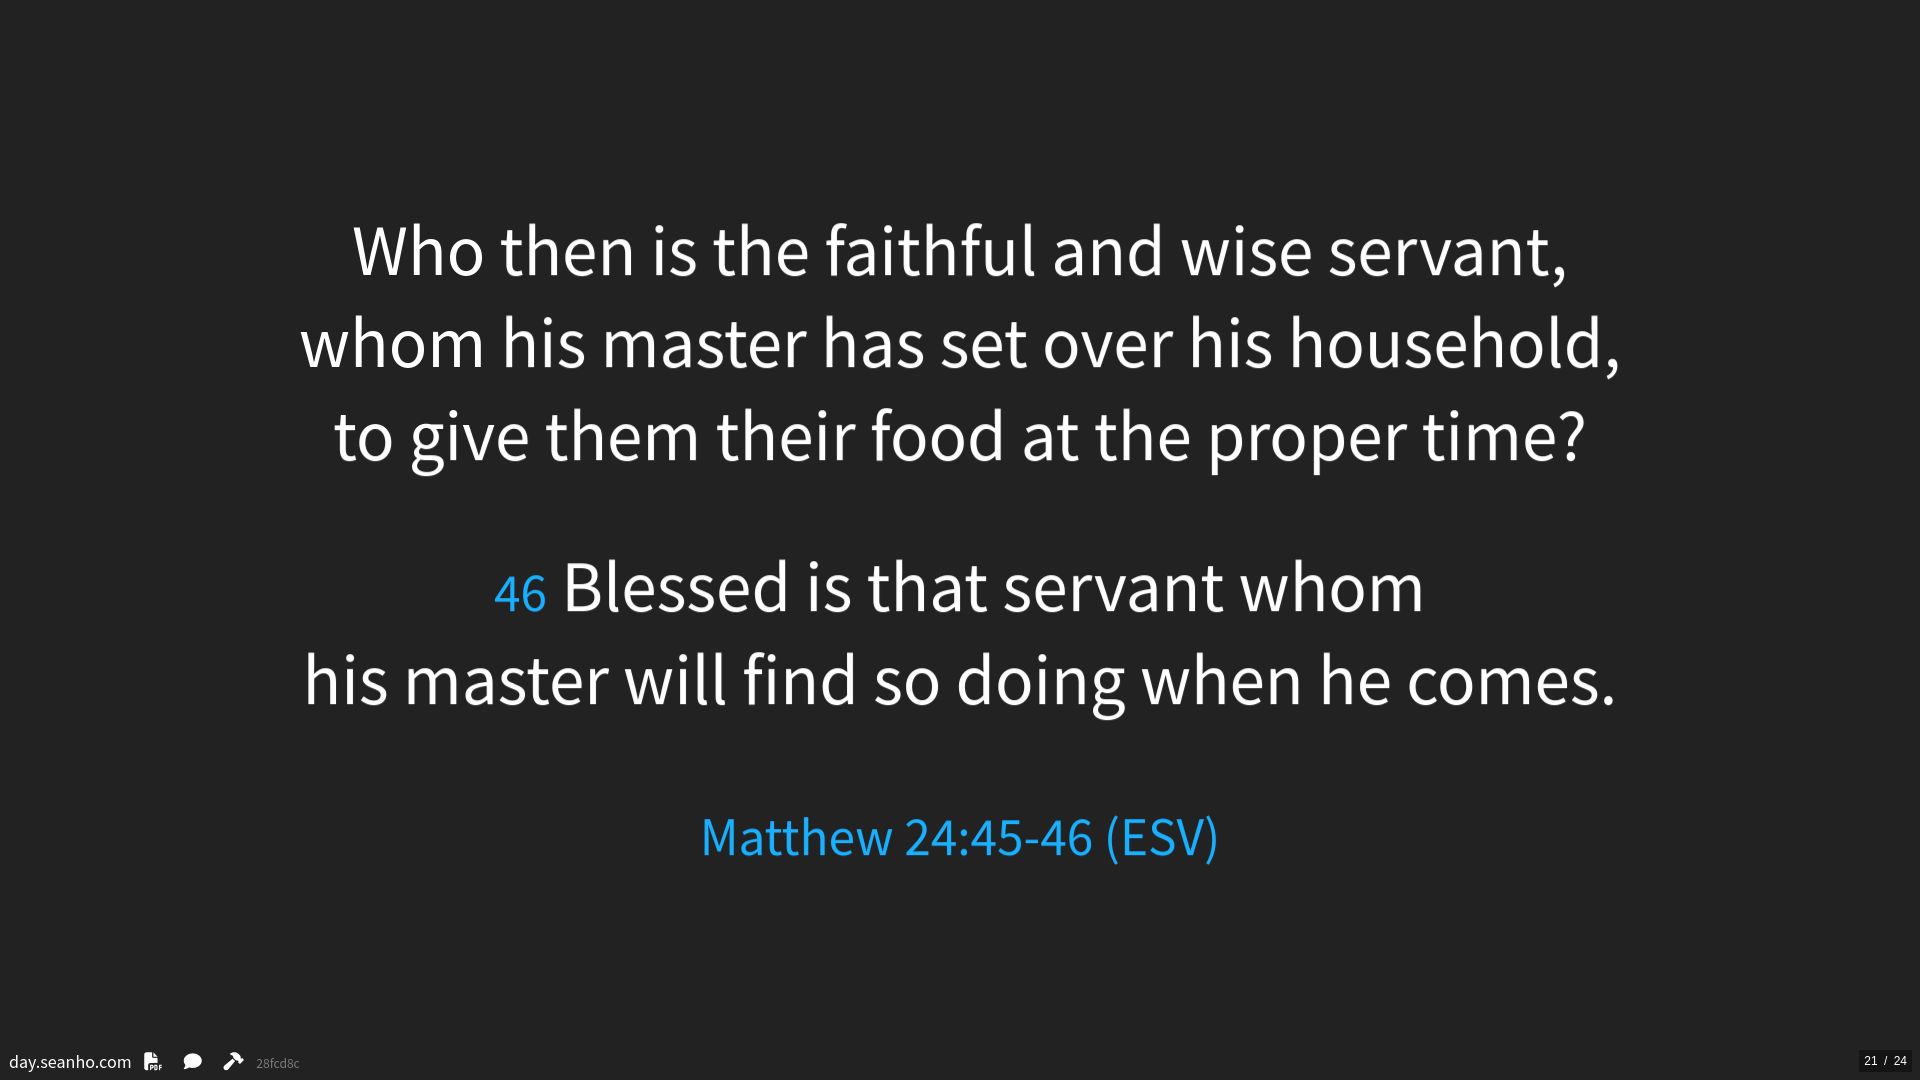 Who then is the faithful and wise servant,
whom his master has set over his household,
to give them their food at the proper time?
46 Blessed is that servant whom
his master will find so doing when he comes.
Matthew 24:45-46 (ESV)
day.seanho.com PDF 28fcd8c
21 / 24